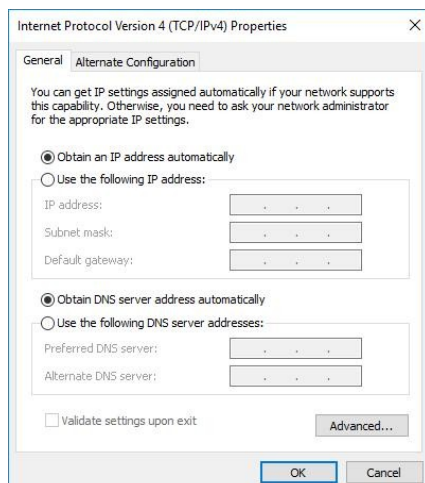 Internet Protocol Version 4 (TCP/IPv4) Properties
General
Alternate Configuration
You can get IP settings assigned automatically if your network supports
this capability. Otherwise, you need to ask your network administrator
for the appropriate IP settings.
Obtain an IP address automatically
Use the following IP address:
IP address:
Subnet mask:
Default gateway:
Obtain DNS server address automatically
Use the following DNS server addresses:
Preferred DNS server:
Alternate DNS server:
Validate settings upon exit
Advanced...
OK
Cancel